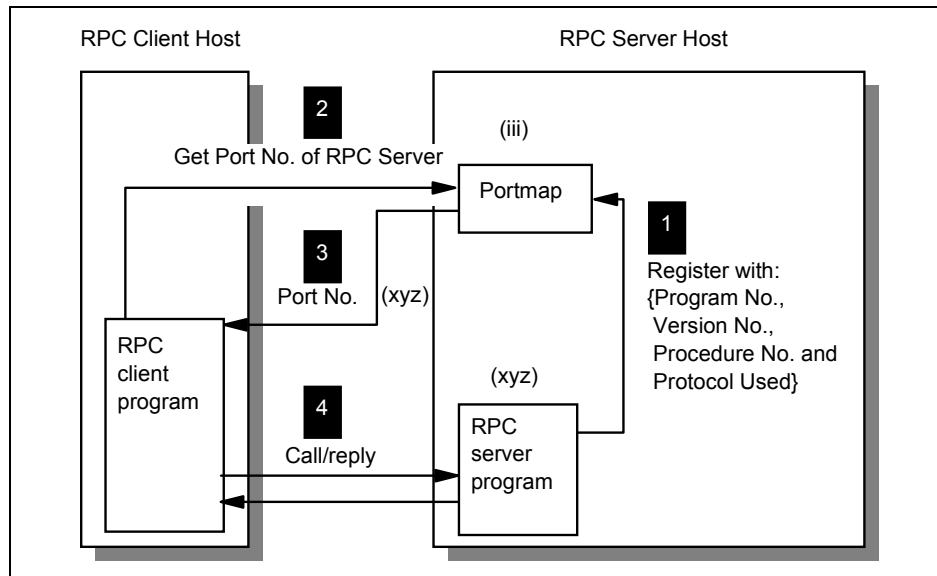 RPC Client Host
RPC Server Host
2
(iii)
Get Port No. of RPC Server
Portmap
1
3
Register with:
{Program No.,
Version No.,
Procedure No. and
Protocol Used}
Port No.
(xyz)
RPC
client
program
(xyz)
4
RPC
server
program
Call/reply